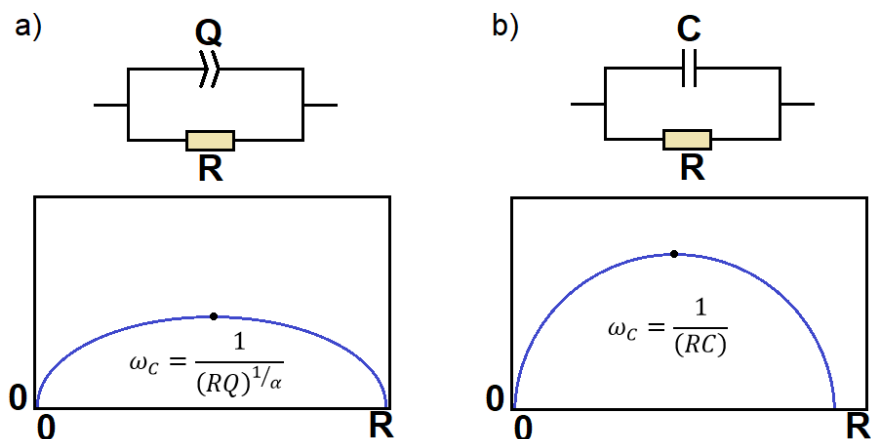 a)
Q
R
ω_C = 1/(RQ)^{1/α}
0
0
R
b)
C
R
ω_C = 1/(RC)
0
0
R